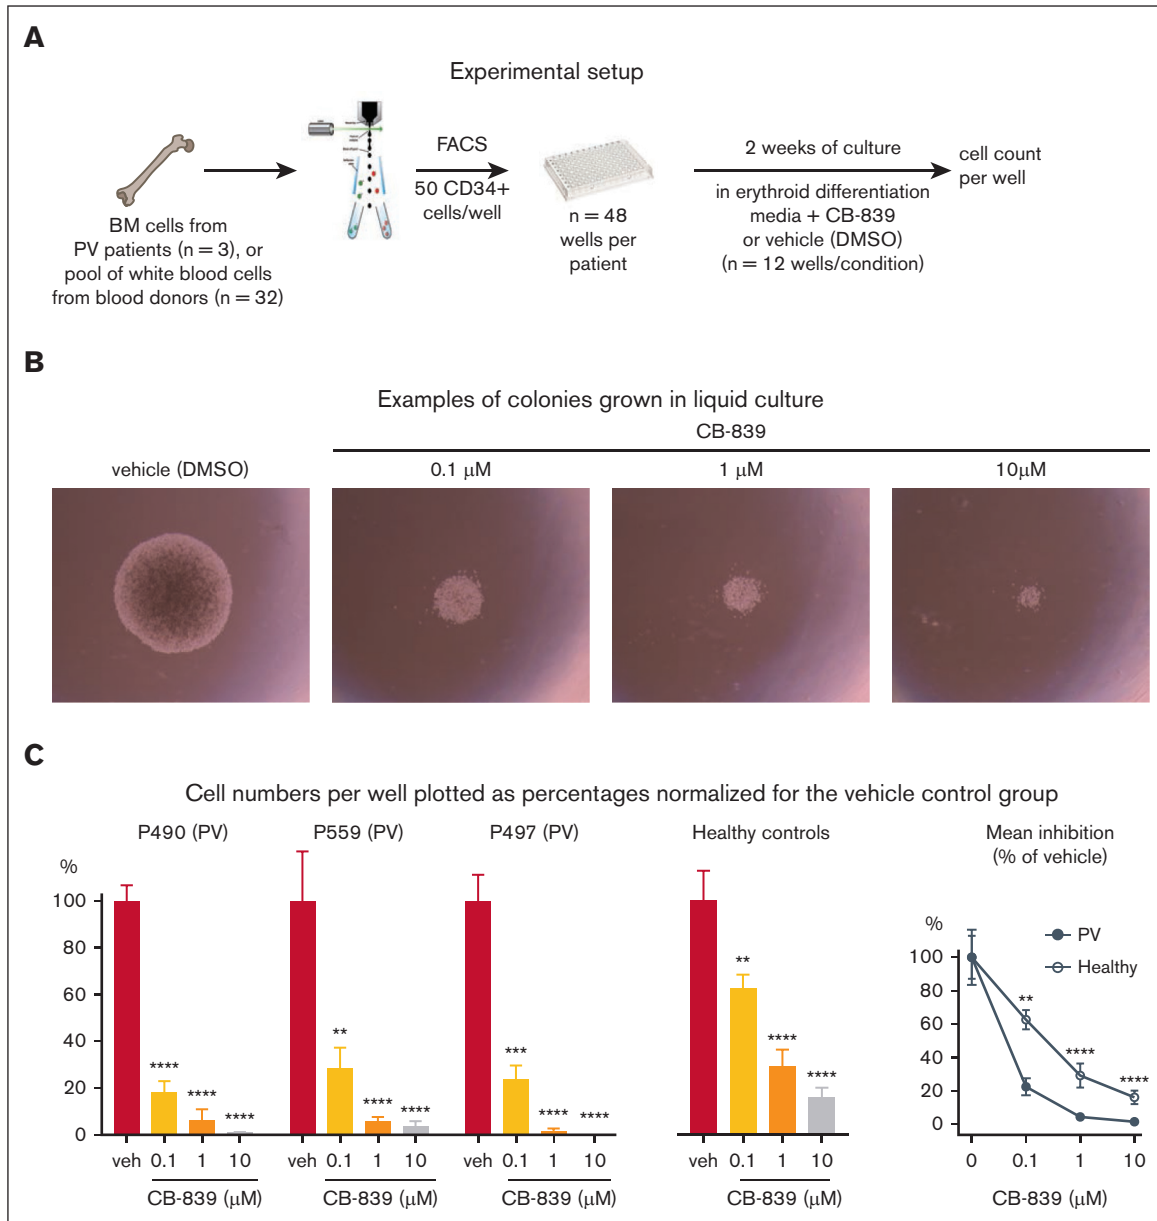 A
Experimental setup
BM cells from
PV patients (n = 3), or
pool of white blood cells
from blood donors (n = 32)
FACS
50 CD34+
cells/well
n = 48
wells per
patient
2 weeks of culture
in erythroid differentiation
media + CB-839
or vehicle (DMSO)
(n = 12 wells/condition)
cell count
per well
B
Examples of colonies grown in liquid culture
CB-839
vehicle (DMSO) 0.1 μM 1 μM 10μM
C
Cell numbers per well plotted as percentages normalized for the vehicle control group
P490 (PV) P559 (PV) P497 (PV) Healthy controls Mean inhibition
(% of vehicle)
%
100
80
60
40
20
0
**** **** ****
** **** ****
*** **** ****
** **** ****
veh 0.1 1 10 veh 0.1 1 10 veh 0.1 1 10 veh 0.1 1 10
CB-839 (μM) CB-839 (μM) CB-839 (μM) CB-839 (μM)
%
PV
Healthy
100
80
60
40
20
0
** **** ****
0 0.1 1 10
CB-839 (μM)